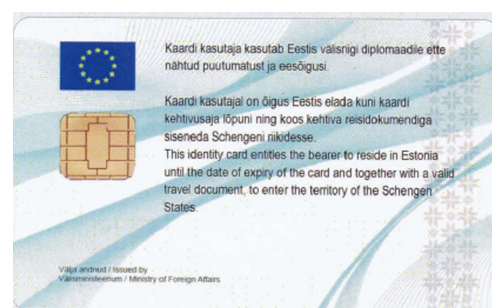 Kaardi kasutaja kasutab Eestis välisriigi diplomaadile ette
nähtud puutumatust ja eesõigusi.
Kaardi kasutajal on õigus Eestis elada kuni kaardi
kehtivusaja lõpuni ning koos kehtiva reisidokumendiga
siseneda Schengeni riikidesse.
This identity card entitles the bearer to reside in Estonia
until the date of expiry of the card and together with a valid
travel document, to enter the territory of the Schengen
States.
Välja andnud / Issued by
Välisministeerium / Ministry of Foreign Affairs